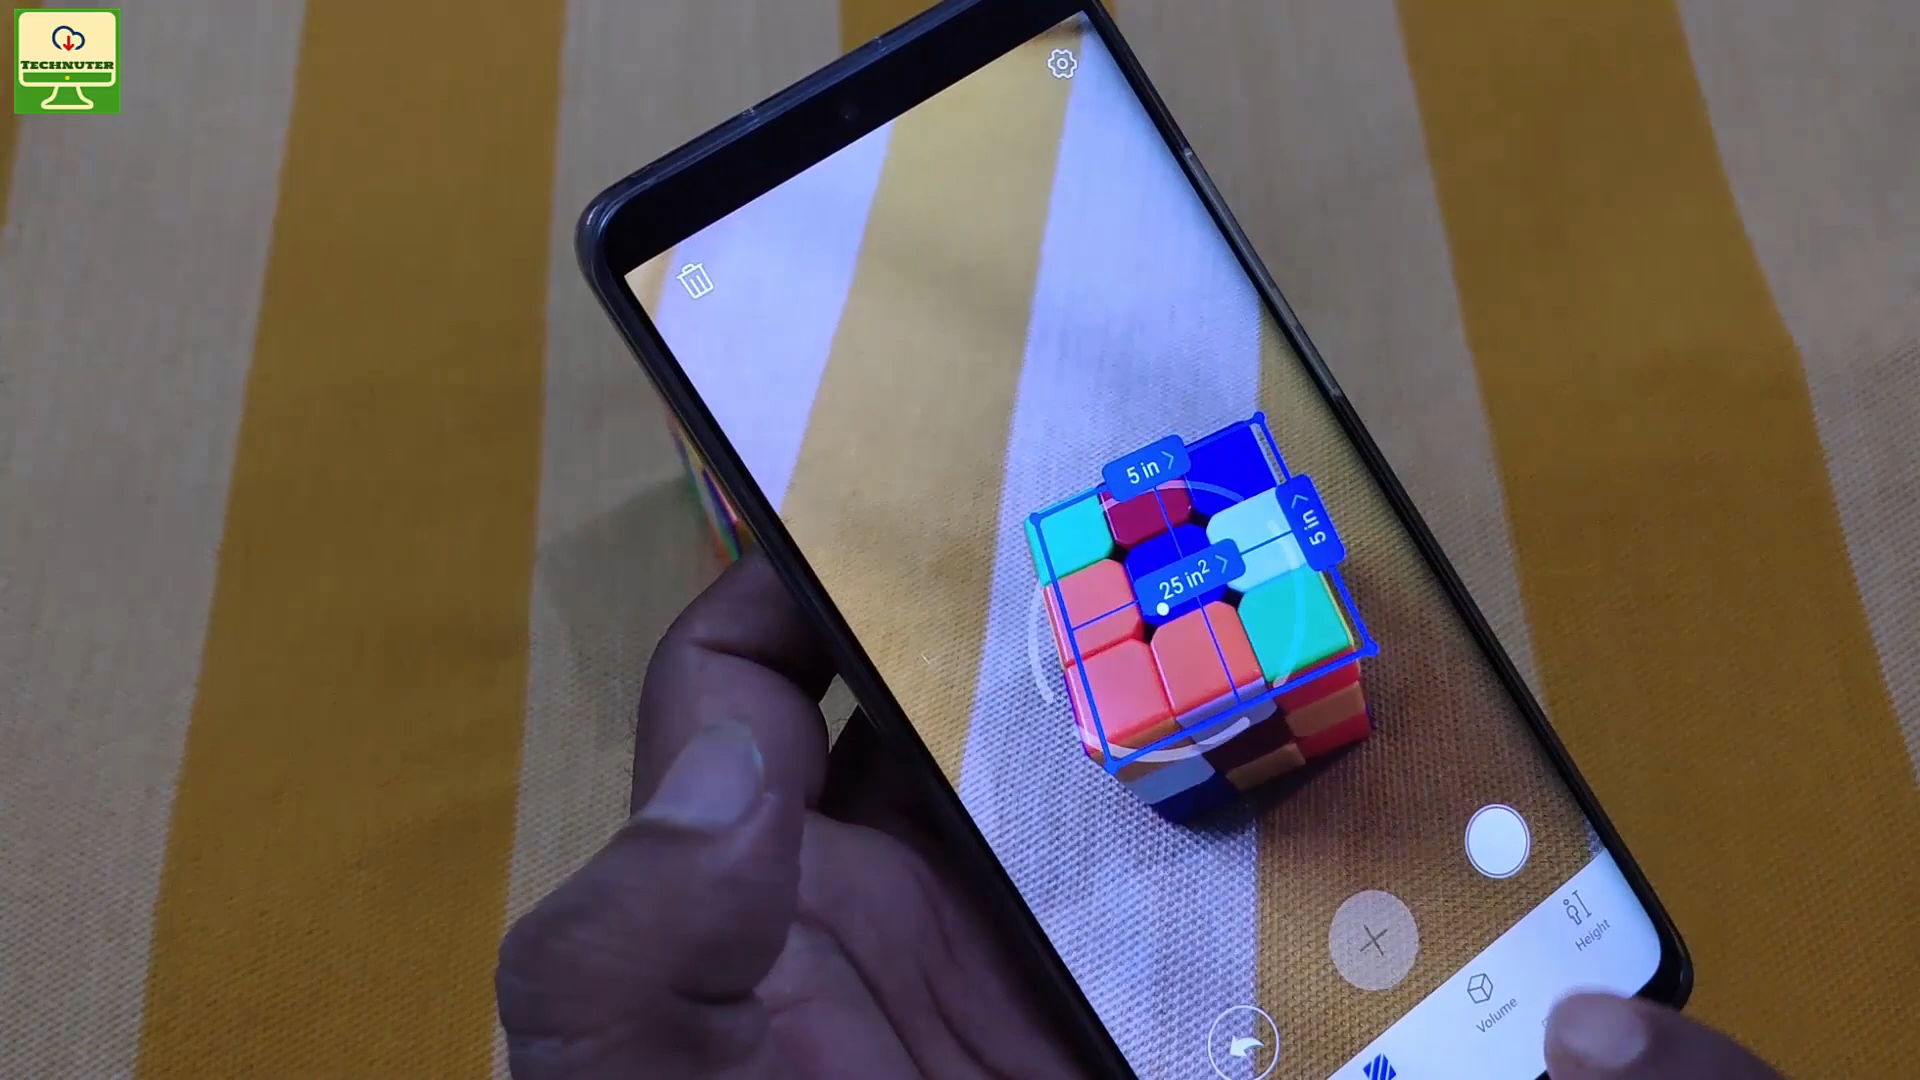 TECHNUTER
5 in
5 in
25 in²
Height
Volume